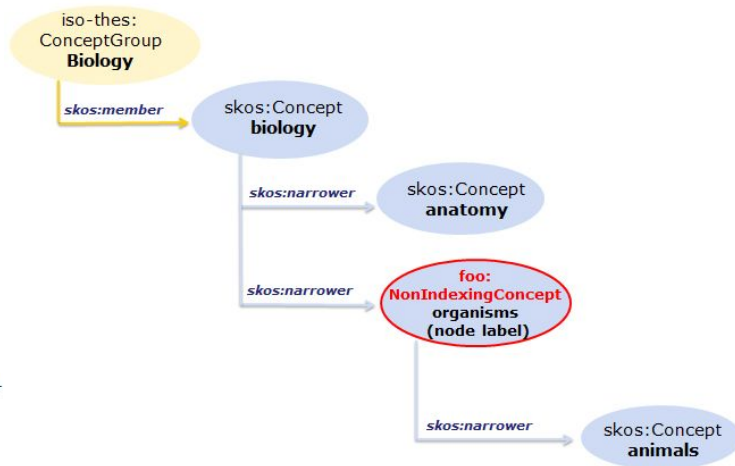 iso-thes:
ConceptGroup
Biology
skos:member
skos:Concept
biology
skos:narrower
skos:Concept
anatomy
skos:narrower
foo:
NonIndexingConcept
organisms
(node label)
skos:narrower
skos:Concept
animals